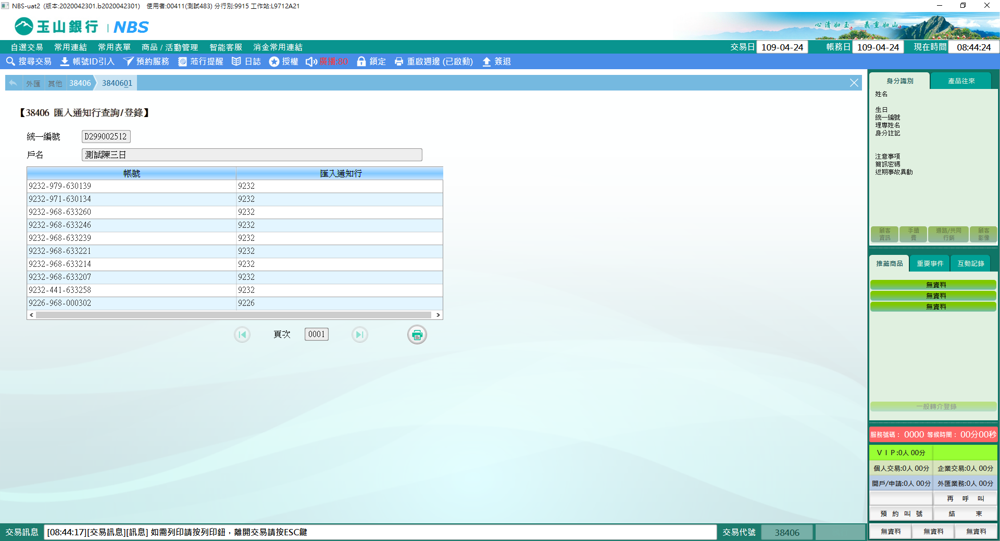 NBS-uat2 (版本:2020042301.b2020042301) 使用者:00411(測試483) 分行別:9915 工作站:L9712A21
玉山銀行 | NBS
心清如玉。 義重如山。
自選交易 常用連結 常用表單 商品 / 活動管理 智能客服 消金常用連結 交易日 109-04-24 帳務日 109-04-24 現在時間 08:44:24
搜尋交易 帳號ID引入 預約服務 蒞行提醒 日誌 授權 廣播:80 鎖定 重啟週邊 (已啟動) 簽退
外匯 其他 38406 3840601
【38406 匯入通知行查詢/登錄】
統一編號 D299002512
戶名 測試陳三日
帳號 匯入通知行
9232-979-630139 9232
9232-971-630134 9232
9232-968-633260 9232
9232-968-633246 9232
9232-968-633239 9232
9232-968-633221 9232
9232-968-633214 9232
9232-968-633207 9232
9232-441-633258 9232
9226-968-000302 9226
頁次 0001
身分識別 產品往來
姓名
生日
統一編號
理專姓名
身分註記
注意事項
簡訊密碼
近期事故異動
顧客資訊 手續費 通路/共同行銷 顧客影像
推薦商品 重要事件 互動記錄
無資料
無資料
無資料
一般轉介登錄
服務號碼： 0000 等候時間： 00分00秒
ＶＩＰ:0人 00分
個人交易:0人 00分 企業交易:0人 00分
開戶/申請:0人 00分 外匯業務:0人 00分
再 呼 叫
預 約 叫 號 結 束
無資料 無資料 無資料
交易訊息 [08:44:17][交易訊息][訊息] 如需列印請按列印鈕，離開交易請按ESC鍵 交易代號 38406